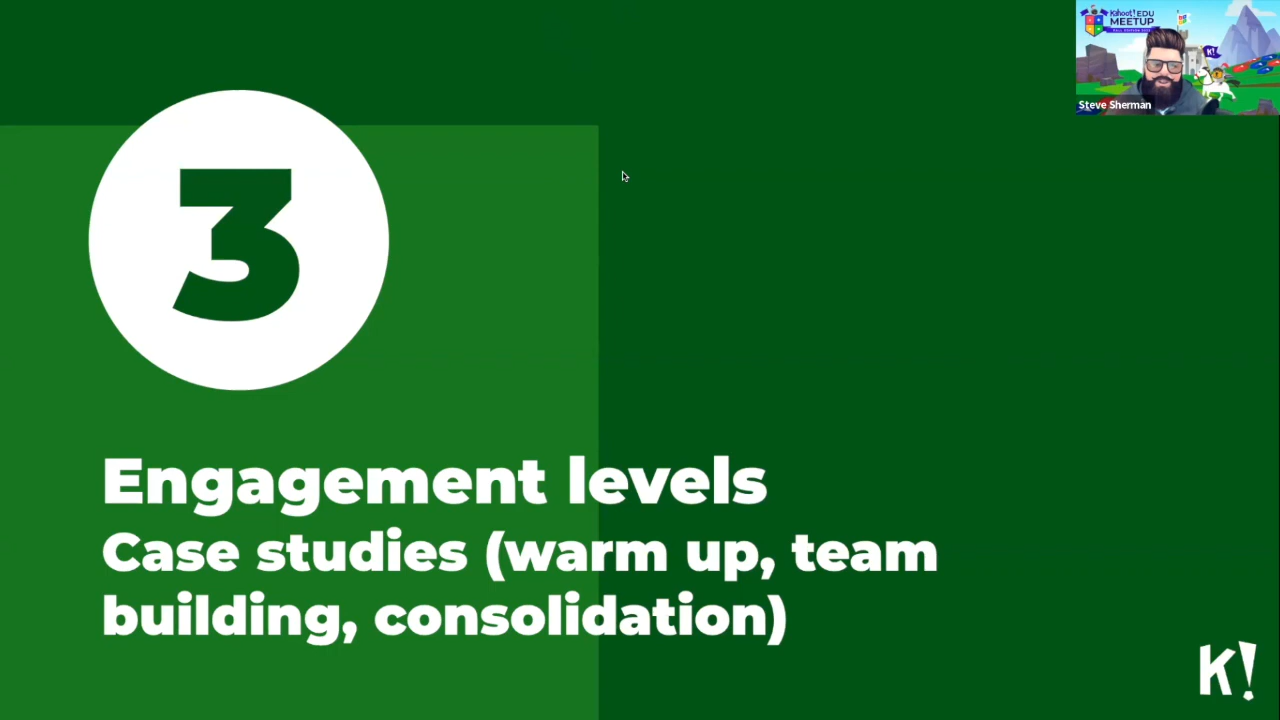 Kahoot! EDU
MEETUP
Steve Sherman
K!
3
Engagement levels
Case studies (warm up, team
building, consolidation)
K!